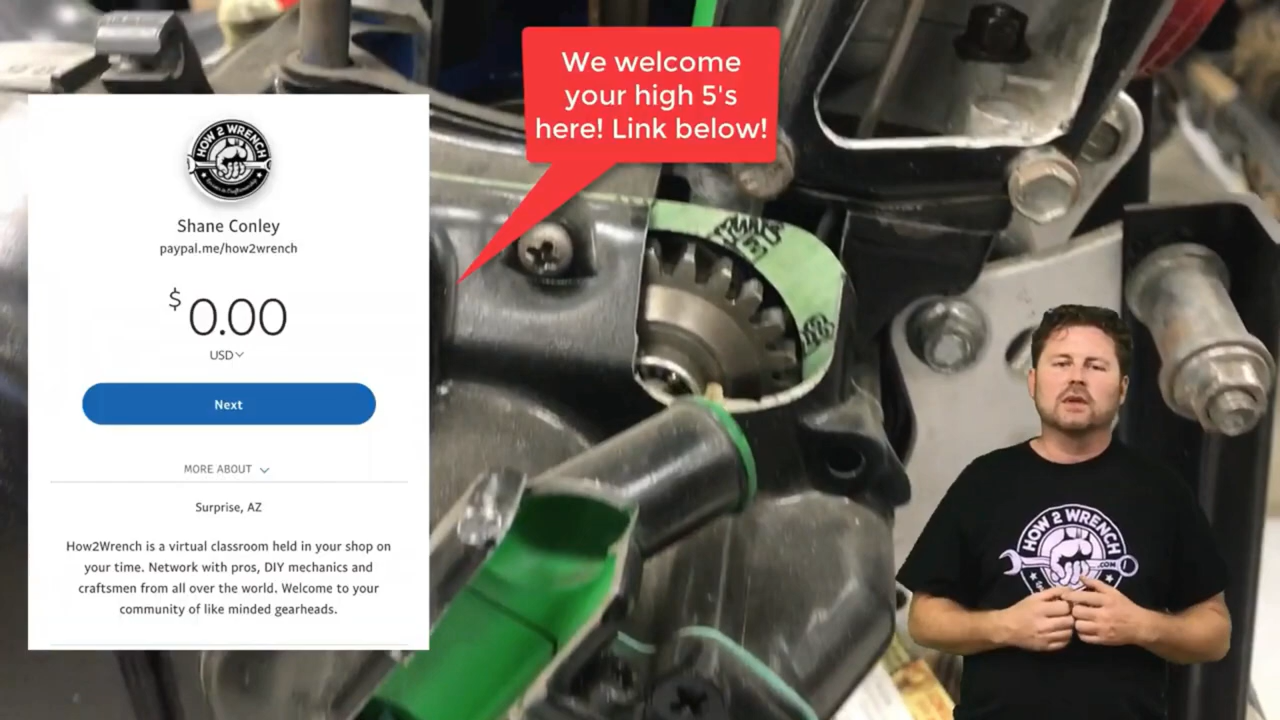 HOW 2 WRENCH
Shane Conley
paypal.me/how2wrench
$0.00
USD
Next
MORE ABOUT
Surprise, AZ
How2Wrench is a virtual classroom held in your shop on
your time. Network with pros, DIY mechanics and
craftsmen from all over the world. Welcome to your
community of like minded gearheads.
We welcome
your high 5's
here! Link below!
HOW 2 WRENCH
.COM